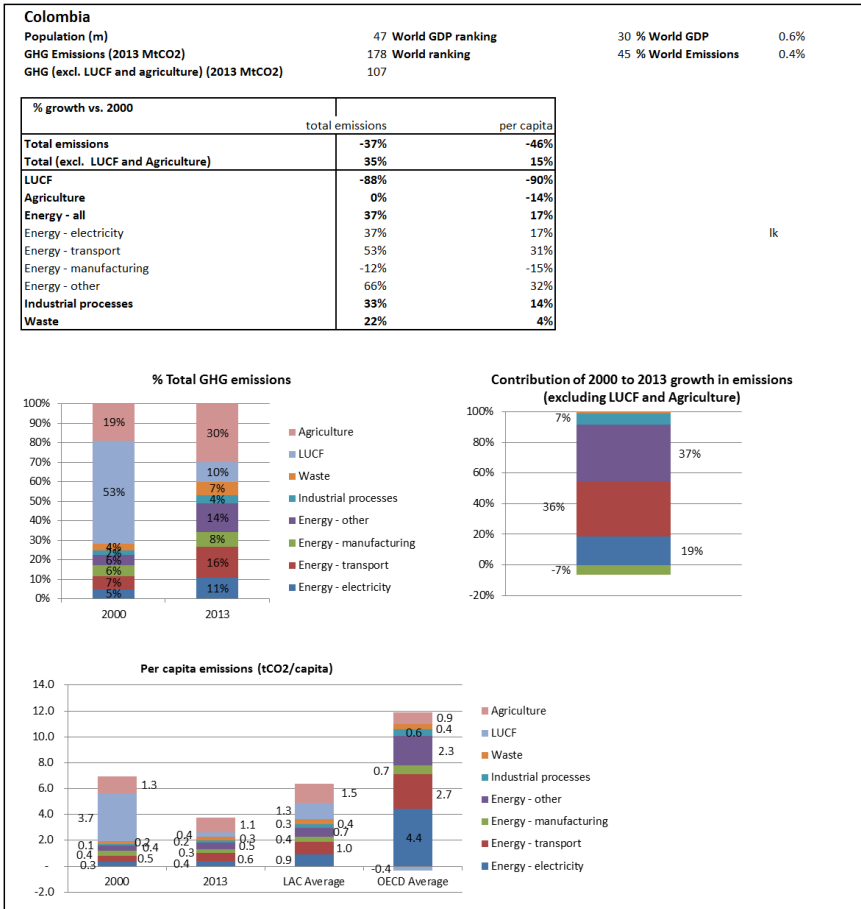 Colombia
Population (m) 47 World GDP ranking 30 % World GDP 0.6%
GHG Emissions (2013 MtCO2) 178 World ranking 45 % World Emissions 0.4%
GHG (excl. LUCF and agriculture) (2013 MtCO2) 107
% growth vs. 2000
total emissions per capita
Total emissions -37% -46%
Total (excl. LUCF and Agriculture) 35% 15%
LUCF -88% -90%
Agriculture 0% -14%
Energy - all 37% 17%
Energy - electricity 37% 17%
lk
Energy - transport 53% 31%
Energy - manufacturing -12% -15%
Energy - other 66% 32%
Industrial processes 33% 14%
Waste 22% 4%
% Total GHG emissions
100%
90%
80%
70%
60%
50%
40%
30%
20%
10%
0%
19%
53%
4%
2%
6%
6%
7%
5%
30%
10%
7%
4%
14%
8%
16%
11%
2000 2013
Agriculture
LUCF
Waste
Industrial processes
Energy - other
Energy - manufacturing
Energy - transport
Energy - electricity
Contribution of 2000 to 2013 growth in emissions
(excluding LUCF and Agriculture)
100%
80%
60%
40%
20%
0%
-20%
7%
37%
36%
19%
-7%
Per capita emissions (tCO2/capita)
14.0
12.0
10.0
8.0
6.0
4.0
2.0
-
-2.0
1.3
3.7
0.2
0.1
0.4
0.4
0.5
0.3
1.1
0.4
0.3
0.2
0.5
0.3
0.6
0.4
1.5
1.3
0.4
0.3
0.7
0.4
1.0
0.9
0.9
0.4
0.6
2.3
0.7
2.7
4.4
-0.4
2000 2013 LAC Average OECD Average
Agriculture
LUCF
Waste
Industrial processes
Energy - other
Energy - manufacturing
Energy - transport
Energy - electricity